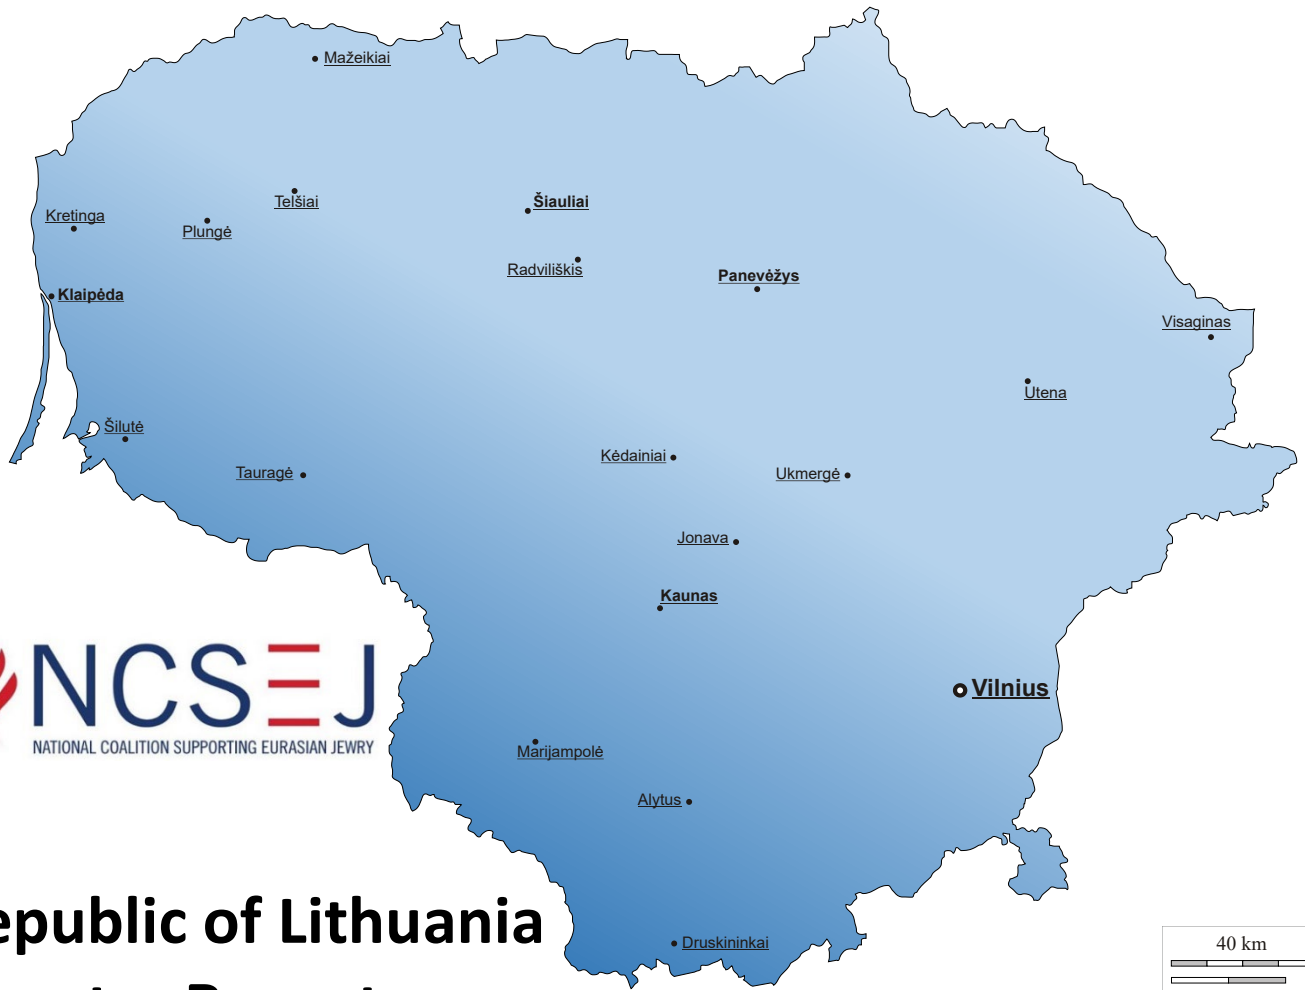 Mažeikiai
Telšiai
Šiauliai
Kretinga
Plungė
Radviliškis
Panevėžys
Klaipėda
Visaginas
Utena
Šilutė
Kėdainiai
Tauragė
Ukmergė
Jonava
Kaunas
Vilnius
NCSEJ
NATIONAL COALITION SUPPORTING EURASIAN JEWRY
Marijampolė
Alytus
epublic of Lithuania
Druskininkai
40 km